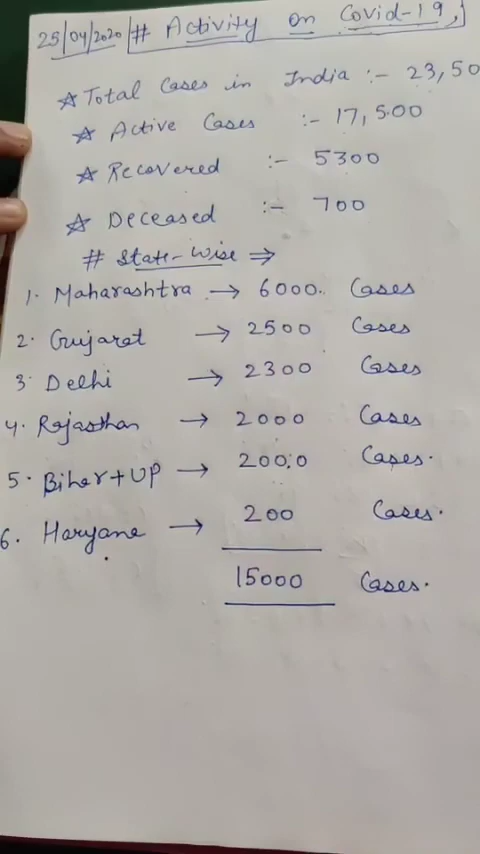 25/04/2020 # Activity on Covid-19,
☆ Total Cases in India :- 23,50
☆ Active Cases :- 17,500
☆ Recovered :- 5300
☆ Deceased :- 700
# State-wise ⇒
1. Maharashtra → 6000. Cases
2. Gujarat → 2500 Cases
3. Delhi → 2300 Cases
4. Rajasthan → 2000 Cases
5. Bihar + UP → 2000 Cases.
6. Haryana → 200 Cases.
15000 Cases.